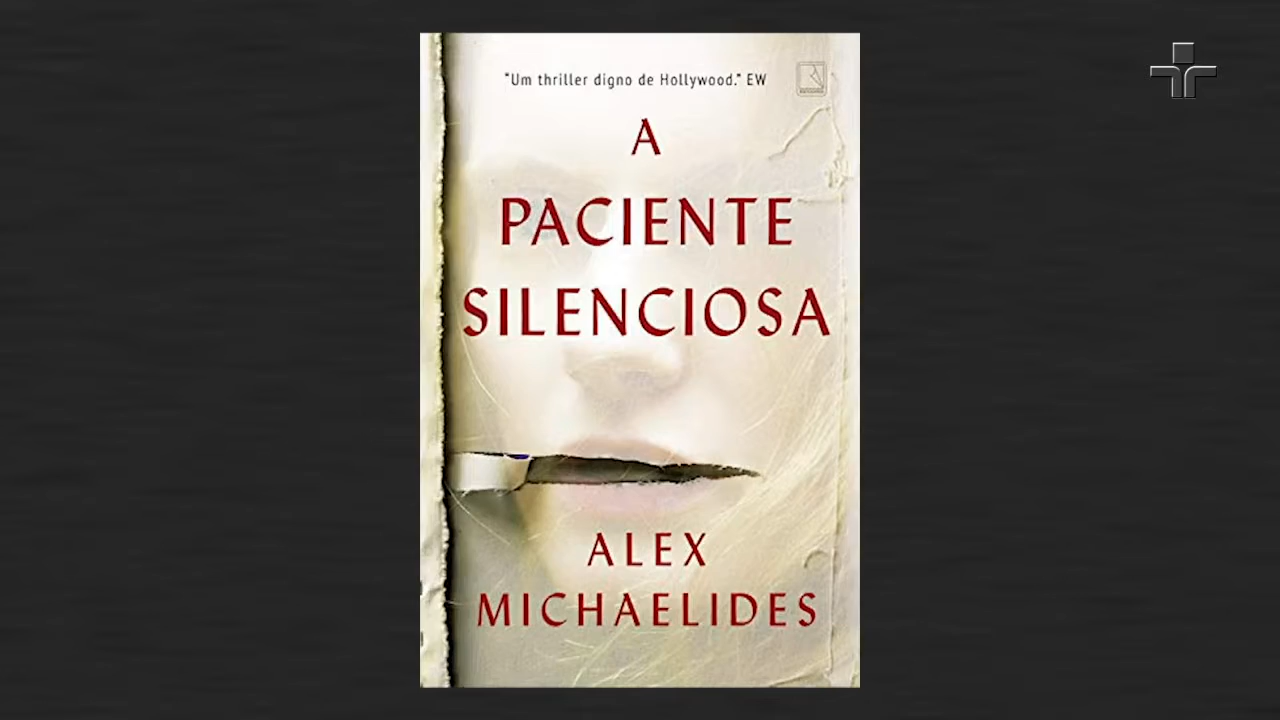 “Um thriller digno de Hollywood.” EW
A
PACIENTE
SILENCIOSA
ALEX
MICHAELIDES